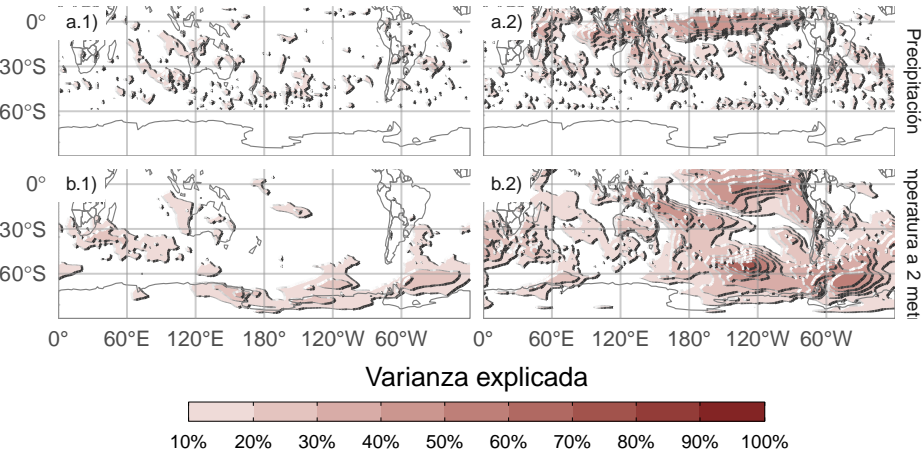 a.1)
a.2)
0°
30°S
60°S
Precipitación
b.1)
b.2)
0°
30°S
60°S
mperatura a 2 met
0° 60°E 120°E 180° 120°W 60°W 0° 60°E 120°E 180° 120°W 60°W
Varianza explicada
10% 20% 30% 40% 50% 60% 70% 80% 90% 100%